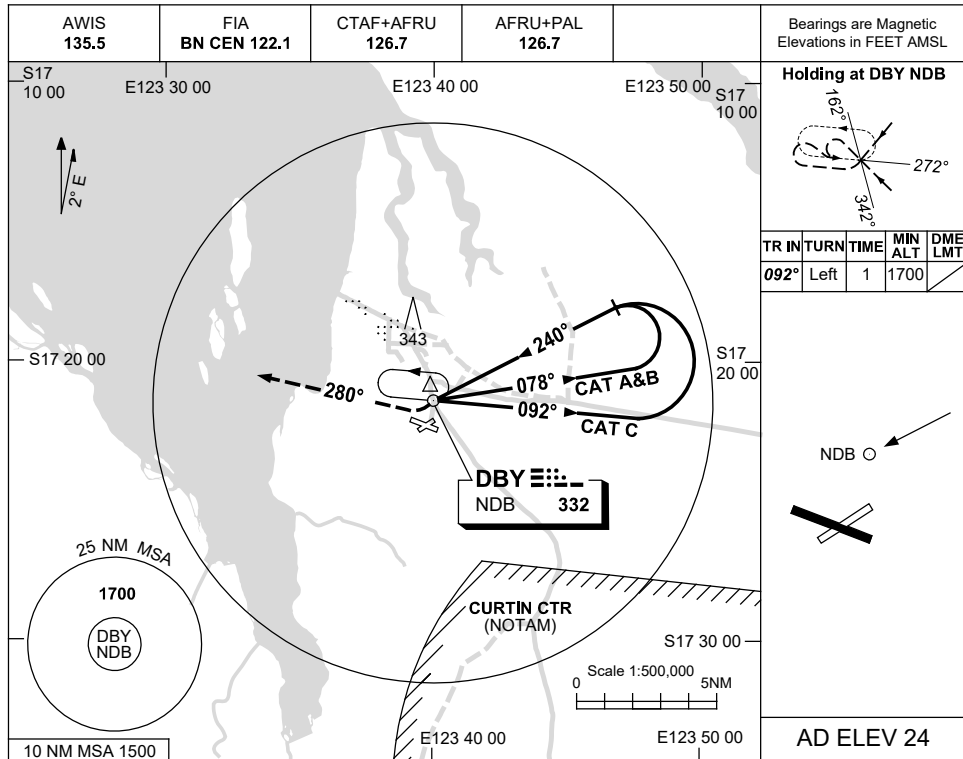 AWIS
135.5
FIA
BN CEN 122.1
CTAF+AFRU
126.7
AFRU+PAL
126.7
Bearings are Magnetic
Elevations in FEET AMSL
S17
10 00
E123 30 00
E123 40 00
E123 50 00
S17
10 00
2° E
Holding at DBY NDB
162°
272°
342°
TR IN TURN TIME MIN ALT DME LMT
092° Left 1 1700
343
240°
S17 20 00
S17
20 00
078°
CAT A&B
280°
092°
CAT C
DBY
NDB 332
NDB
25 NM MSA
1700
DBY
NDB
CURTIN CTR
(NOTAM)
S17 30 00
Scale 1:500,000
0 5NM
10 NM MSA 1500
E123 40 00
E123 50 00
AD ELEV 24